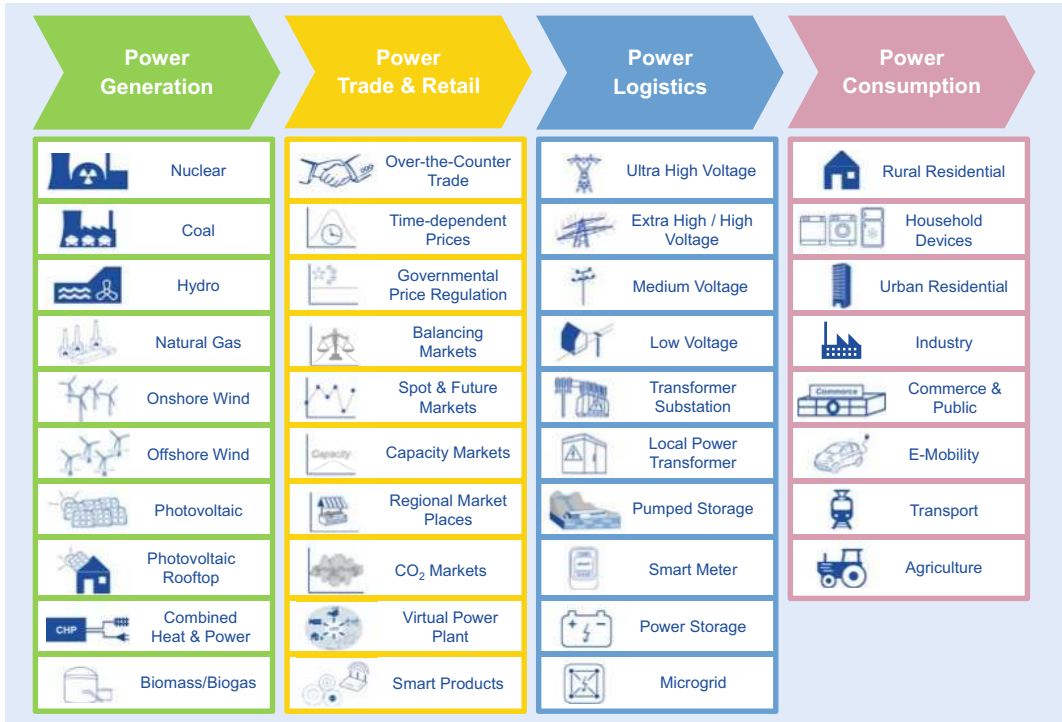 Power
Generation
Power
Trade & Retail
Power
Logistics
Power
Consumption
Nuclear
Coal
Hydro
Natural Gas
Onshore Wind
Offshore Wind
Photovoltaic
Photovoltaic
Rooftop
CHP
Combined
Heat & Power
Biomass/Biogas
Over-the-Counter
Trade
Time-dependent
Prices
Governmental
Price Regulation
Balancing
Markets
Spot & Future
Markets
Capacity
Capacity Markets
Regional Market
Places
CO₂ Markets
Virtual Power
Plant
Smart Products
Ultra High Voltage
Extra High / High
Voltage
Medium Voltage
Low Voltage
Transformer
Substation
Local Power
Transformer
Pumped Storage
Smart Meter
Power Storage
Microgrid
Rural Residential
Household
Devices
Urban Residential
Industry
Commerce
Commerce &
Public
E-Mobility
Transport
Agriculture